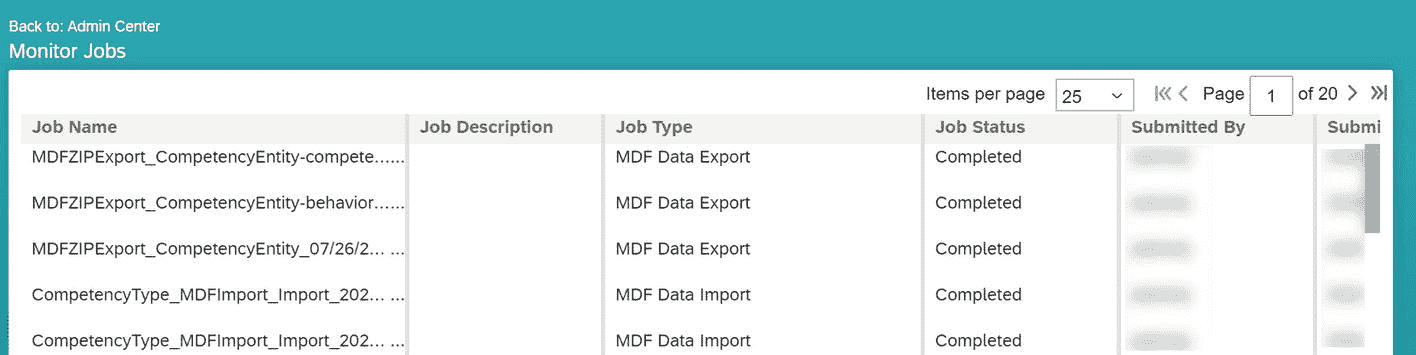 Back to: Admin Center
Monitor Jobs
Items per page 25 Page 1 of 20
Job Name Job Description Job Type Job Status Submitted By Submi
MDFZIPExport_CompetencyEntity-compete...... MDF Data Export Completed
MDFZIPExport_CompetencyEntity-behavior...... MDF Data Export Completed
MDFZIPExport_CompetencyEntity_07/26/2... ... MDF Data Export Completed
CompetencyType_MDFImport_Import_202... ... MDF Data Import Completed
CompetencyType_MDFImport_Import_202... ... MDF Data Import Completed